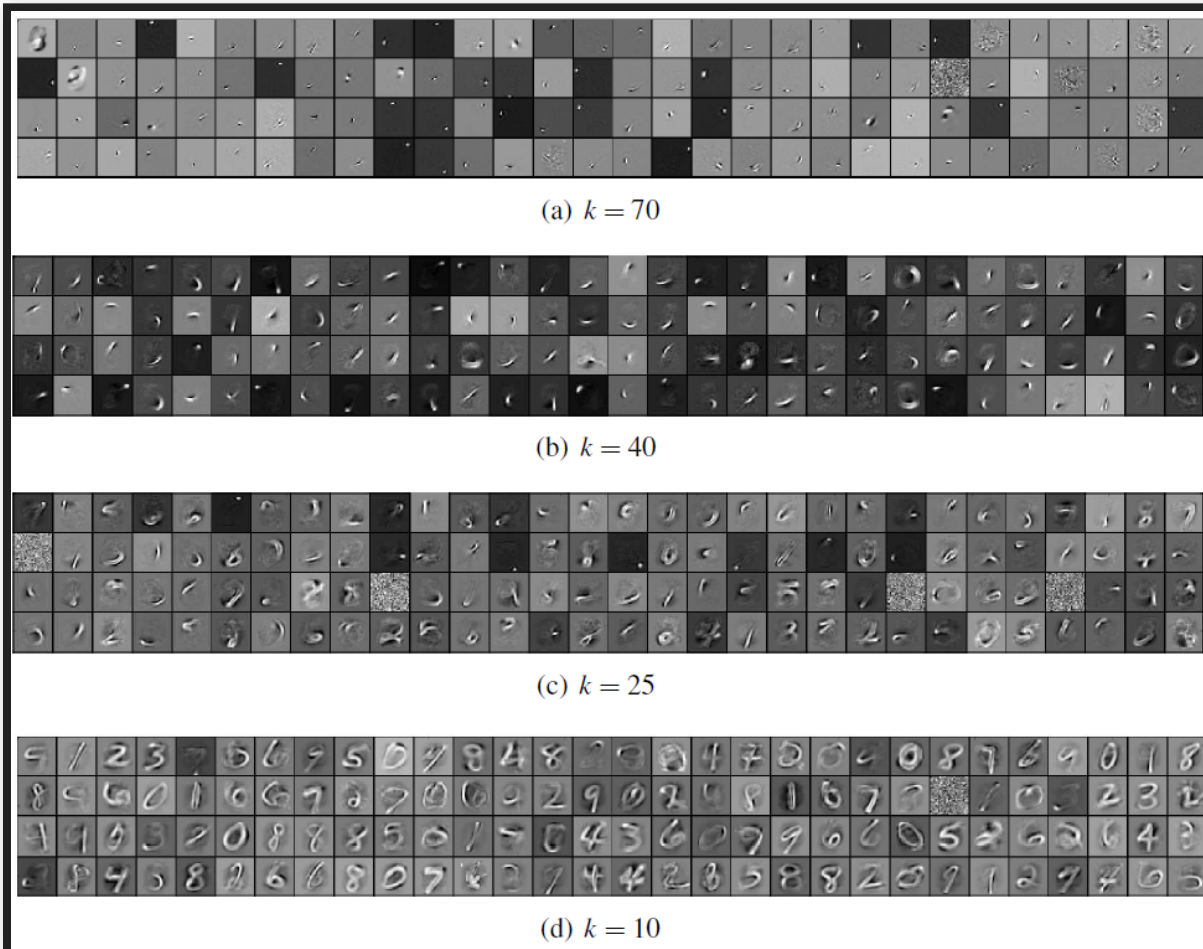 (a) k = 70
(b) k = 40
(c) k = 25
(d) k = 10